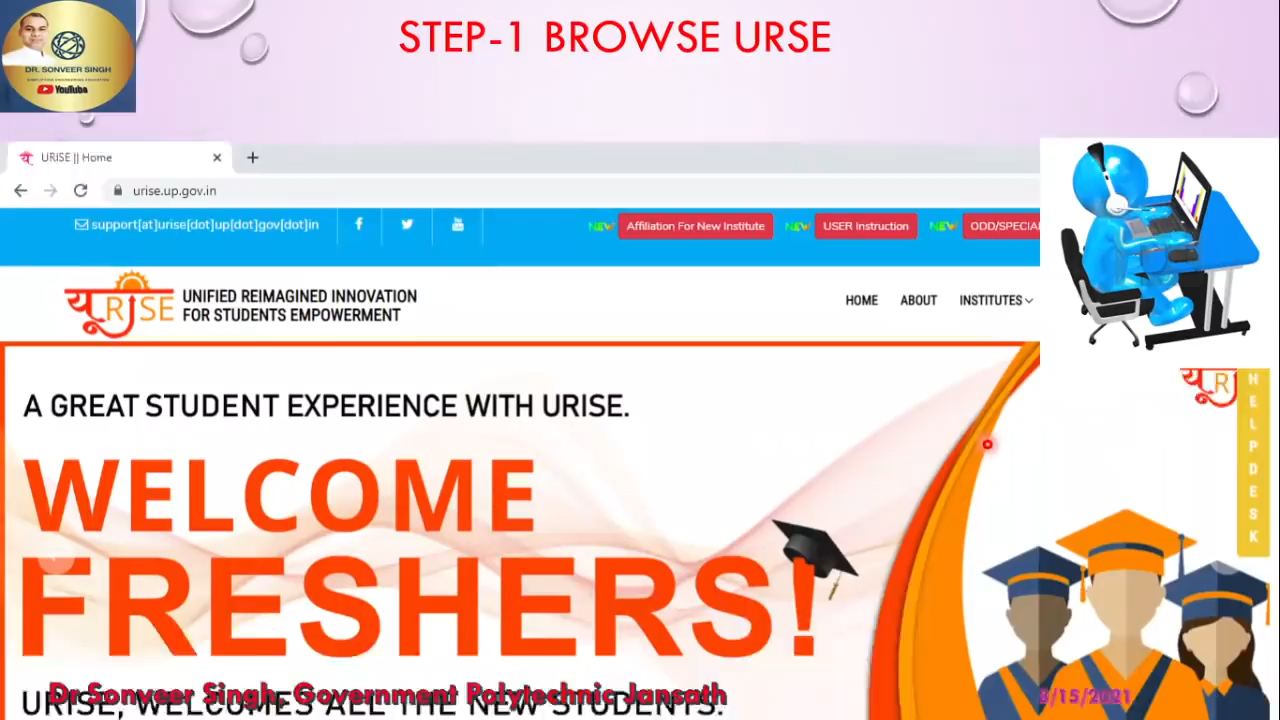 STEP-1 BROWSE URSE
DR. SONVEER SINGH
YouTube
URISE || Home
urise.up.gov.in
support[at]urise[dot]up[dot]gov[dot]in
NEW Affiliation For New Institute NEW USER Instruction NEW ODD/SPECIAL
यू RISE UNIFIED REIMAGINED INNOVATION
FOR STUDENTS EMPOWERMENT
HOME ABOUT INSTITUTES
यू R
HELPDESK
A GREAT STUDENT EXPERIENCE WITH URISE.
WELCOME
FRESHERS!
URISE, WELCOMES ALL THE NEW STUDENTS.
Dr Sonveer Singh, Government Polytechnic Jansath
8/15/2021